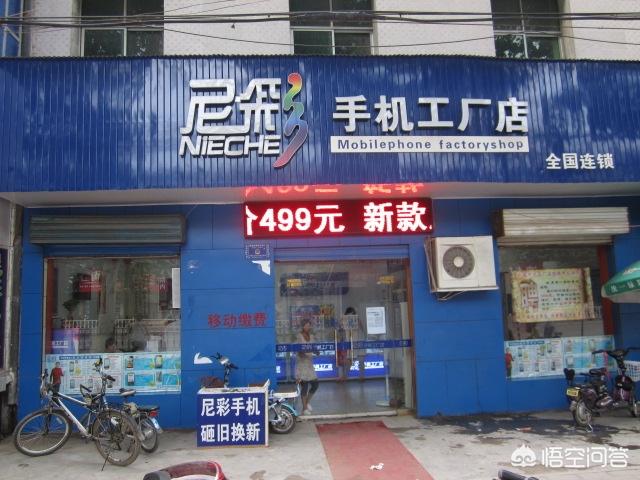 尼彩
NIECHE
手机工厂店
Mobilephone factoryshop
全国连锁
499元 新款
移动缴费
尼彩手机
砸旧换新
悟空问答